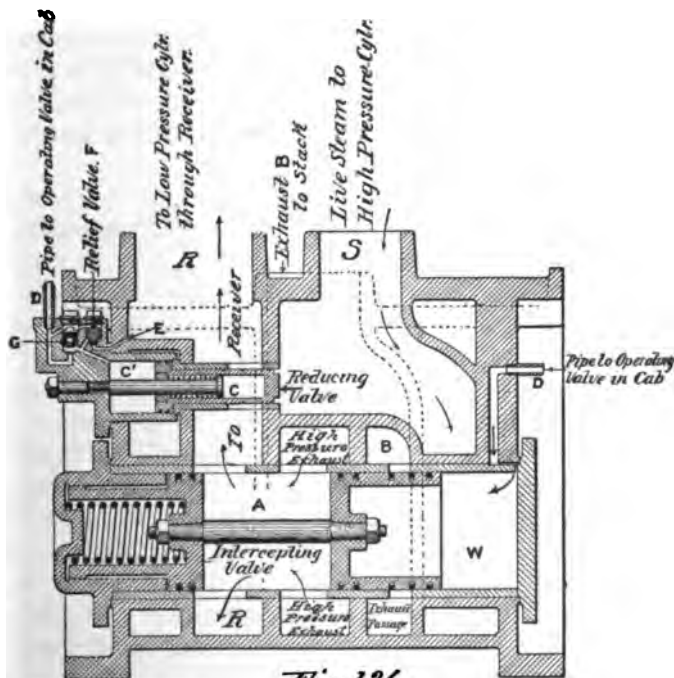 Pipe to Operating Valve in Cab
Relief Valve. F
To Low Pressure Cylr.
through Receiver.
Exhaust B
to Stack
Live Steam to
High Pressure Cylr.
R
S
D
G
E
Receiver
C'
C
Reducing
Valve
Pipe to Operating
Valve in Cab
D
To
High
Pressure
Exhaust
B
A
W
Intercepting
Valve
R
High
Pressure
Exhaust
Exhaust
Passage